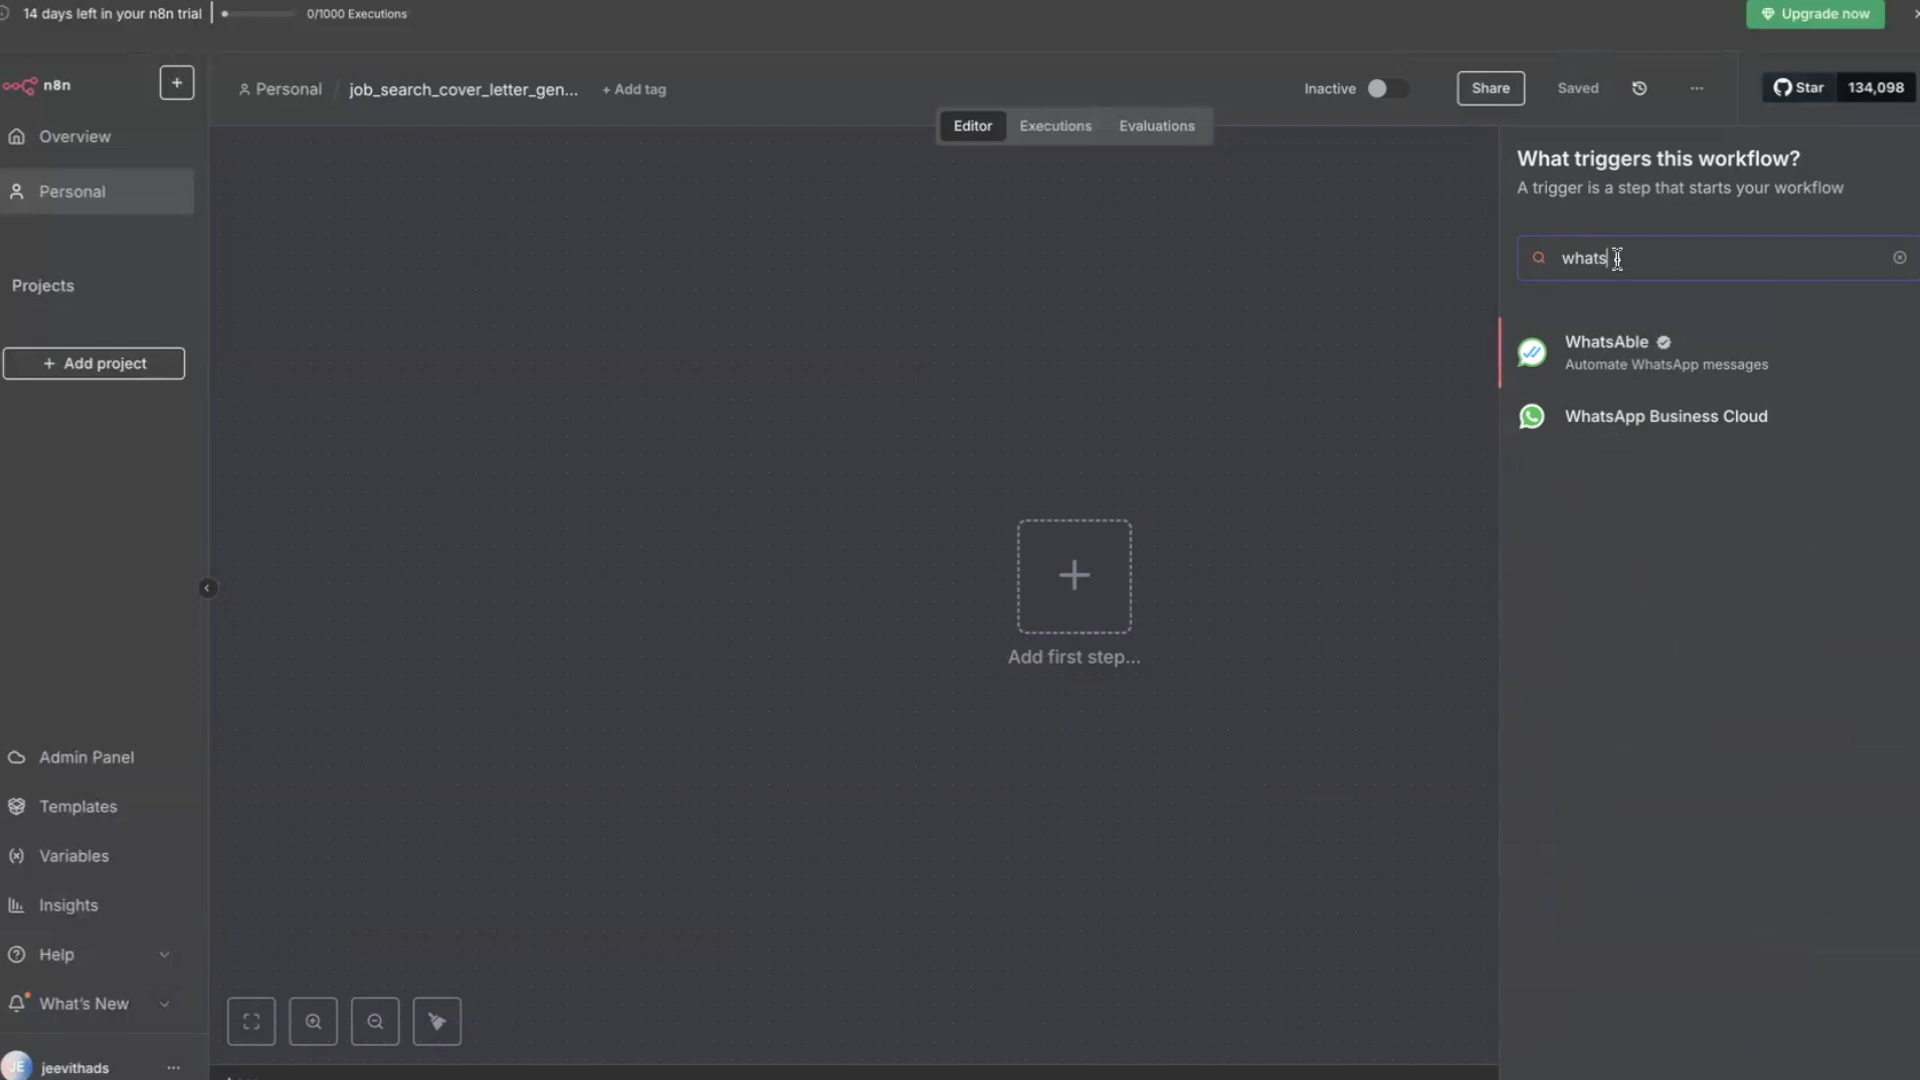 14 days left in your n8n trial
0/1000 Executions
Upgrade now
n8n
Personal / job_search_cover_letter_gen... + Add tag
Inactive
Share
Saved
Star 134,098
Editor
Executions
Evaluations
Overview
Personal
Projects
+ Add project
What triggers this workflow?
A trigger is a step that starts your workflow
whats
WhatsAble
Automate WhatsApp messages
WhatsApp Business Cloud
Add first step...
Admin Panel
Templates
Variables
Insights
Help
What's New
JE
jeevithads